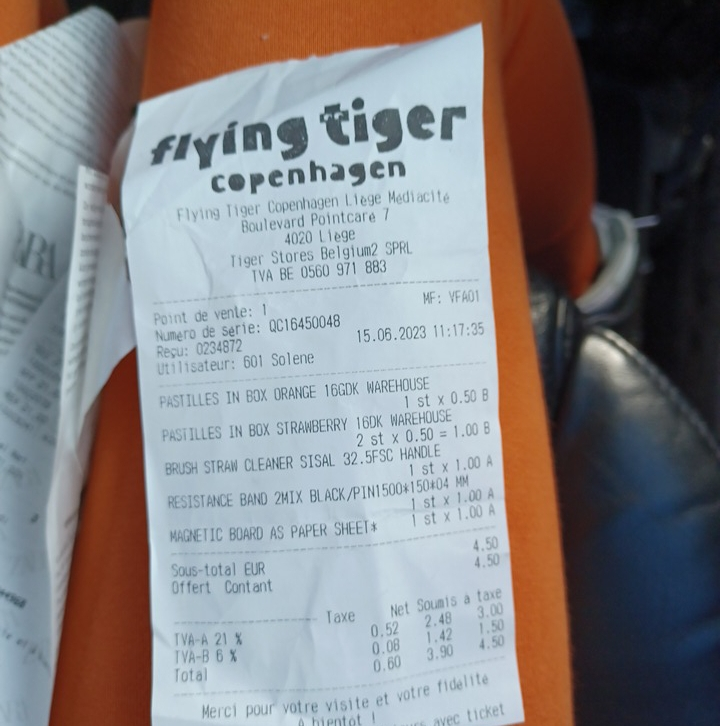 flying tiger
copenhagen
Flying Tiger Copenhagen Liege Mediacité
Boulevard Pointcaré 7
4020 Liege
Tiger Stores Belgium2 SPRL
TVA BE 0560 971 883
Point de vente: 1 MF: YFA01
Numero de serie: QC16450048
Reçu: 0234872 15.06.2023 11:17:35
Utilisateur: 601 Solene
PASTILLES IN BOX ORANGE 16GDK WAREHOUSE
1 st x 0.50 B
PASTILLES IN BOX STRAWBERRY 16DK WAREHOUSE
2 st x 0.50 = 1.00 B
BRUSH STRAW CLEANER SISAL 32.5FSC HANDLE
1 st x 1.00 A
RESISTANCE BAND 2MIX BLACK/PIN1500*150*04 MM
1 st x 1.00 A
MAGNETIC BOARD AS PAPER SHEET* 1 st x 1.00 A
Sous-total EUR 4.50
Offert Contant 4.50
Taxe Net Soumis à taxe
TVA-A 21 % 0.52 2.48 3.00
TVA-B 6 % 0.08 1.42 1.50
Total 0.60 3.90 4.50
Merci pour votre visite et votre fidelité
A bientot !
avec ticket